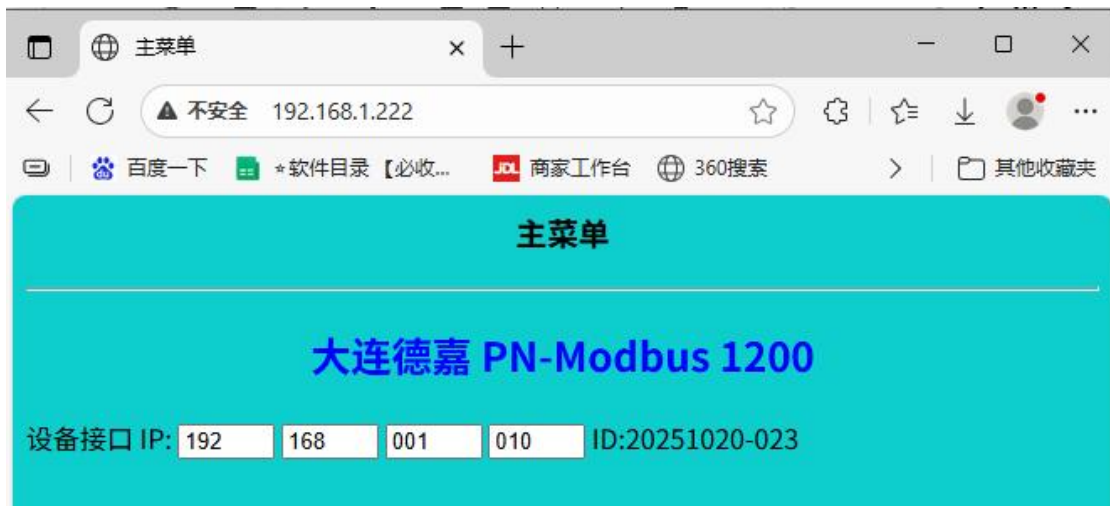 主菜单
不安全 192.168.1.222
百度一下 ☆软件目录【必收... JDL 商家工作台 360搜索 其他收藏夹
主菜单
大连德嘉 PN-Modbus 1200
设备接口 IP: 192 168 001 010 ID:20251020-023